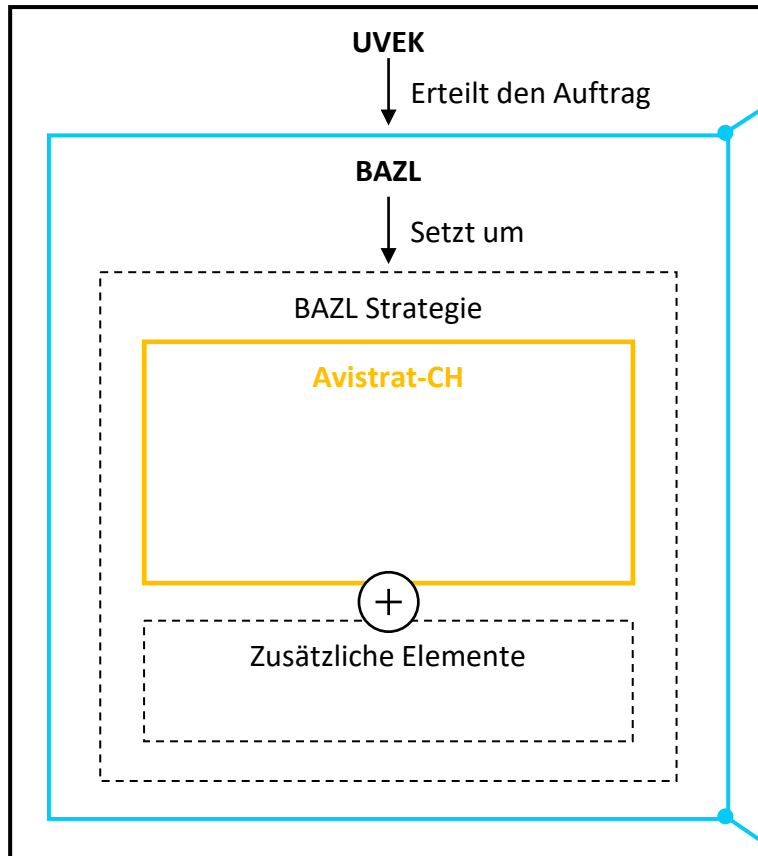 UVEK
Erteilt den Auftrag
BAZL
Setzt um
BAZL Strategie
Avistrat-CH
+
Zusätzliche Elemente